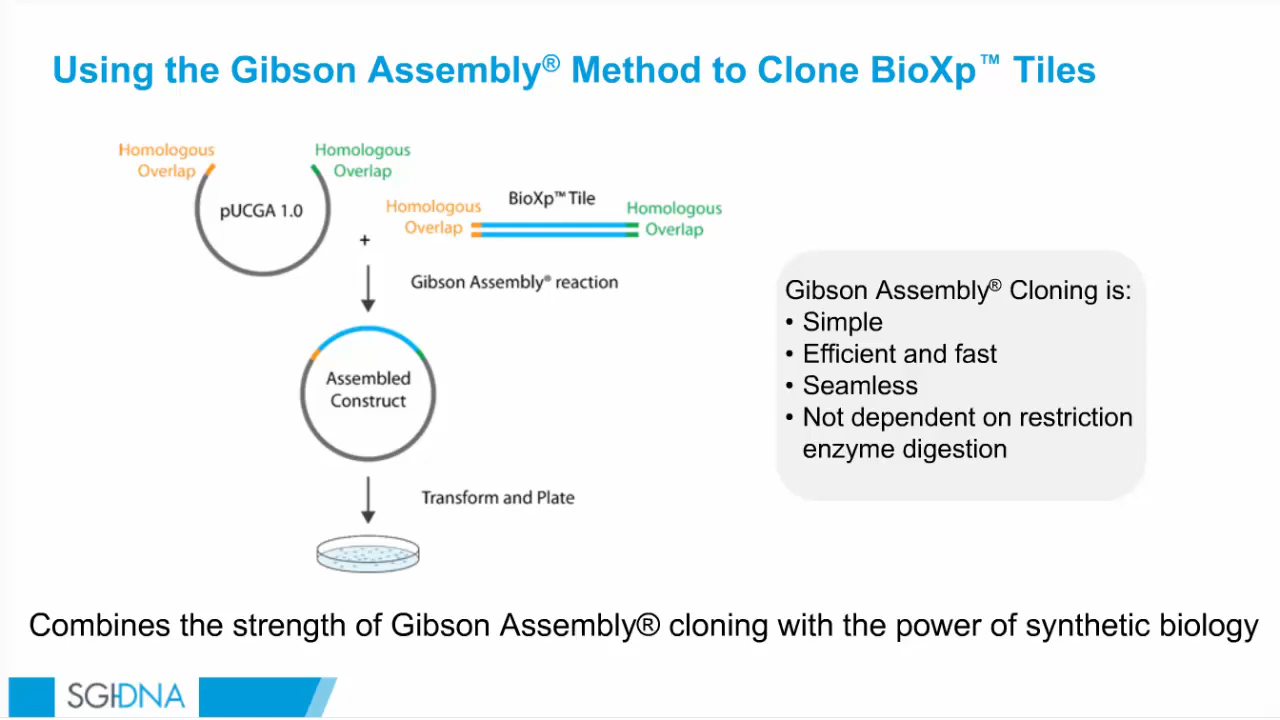 Using the Gibson Assembly® Method to Clone BioXp™ Tiles
Homologous
Overlap
Homologous
Overlap
pUCGA 1.0
+
Homologous
Overlap
BioXp™ Tile
Homologous
Overlap
Gibson Assembly® reaction
Assembled
Construct
Transform and Plate
Gibson Assembly® Cloning is:
• Simple
• Efficient and fast
• Seamless
• Not dependent on restriction
enzyme digestion
Combines the strength of Gibson Assembly® cloning with the power of synthetic biology
SGI-DNA